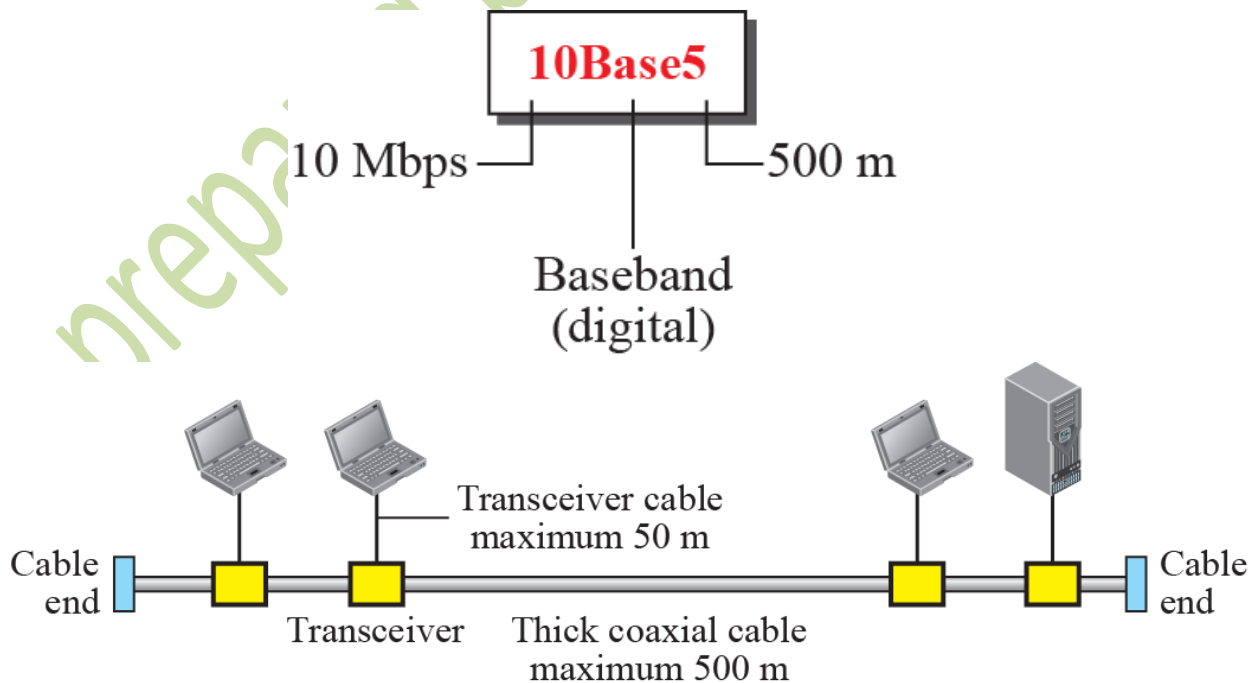 10Base5
10 Mbps
500 m
Baseband
(digital)
Transceiver cable
maximum 50 m
Cable
end
Cable
end
Transceiver
Thick coaxial cable
maximum 500 m